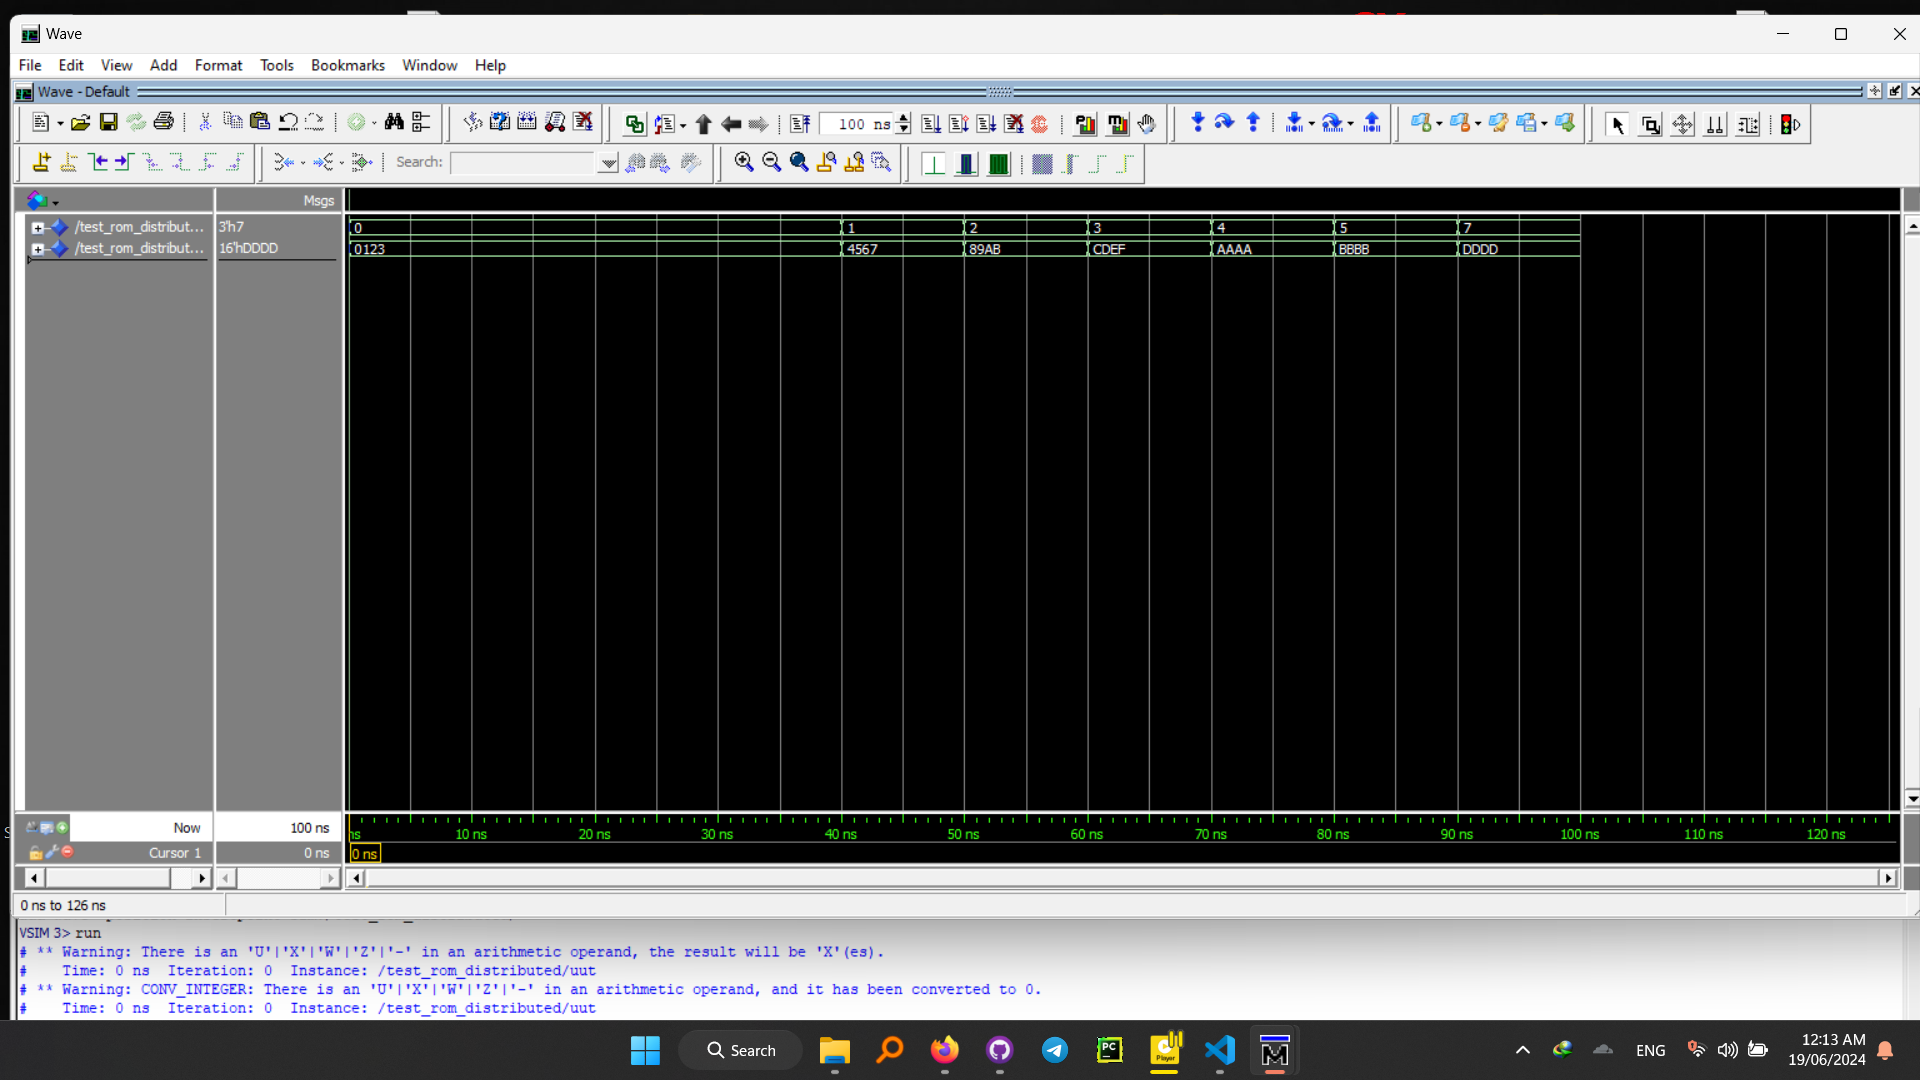 Wave
File Edit View Add Format Tools Bookmarks Window Help
Wave - Default
100 ns
Search:
Msgs
/test_rom_distribut... 3'h7 0 1 2 3 4 5 7
/test_rom_distribut... 16'hDDDD 0123 4567 89AB CDEF AAAA BBBB DDDD
Now 100 ns ns 10 ns 20 ns 30 ns 40 ns 50 ns 60 ns 70 ns 80 ns 90 ns 100 ns 110 ns 120 ns
Cursor 1 0 ns 0 ns
0 ns to 126 ns
VSIM 3> run
# ** Warning: There is an 'U'|'X'|'W'|'Z'|'-' in an arithmetic operand, the result will be 'X'(es).
# Time: 0 ns Iteration: 0 Instance: /test_rom_distributed/uut
# ** Warning: CONV_INTEGER: There is an 'U'|'X'|'W'|'Z'|'-' in an arithmetic operand, and it has been converted to 0.
# Time: 0 ns Iteration: 0 Instance: /test_rom_distributed/uut
Search
PC
Player
ENG
12:13 AM
19/06/2024